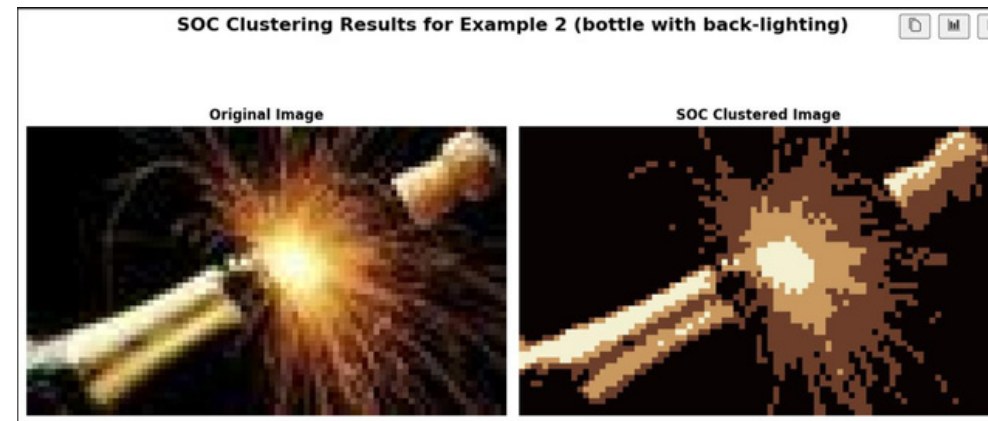 SOC Clustering Results for Example 2 (bottle with back-lighting)
Original Image
SOC Clustered Image